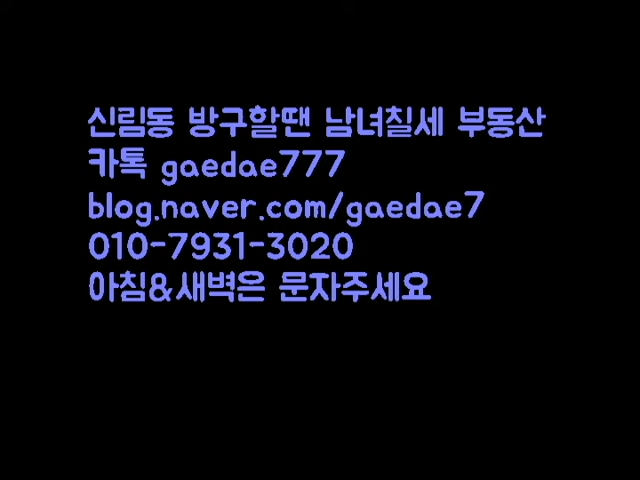 신림동 방구할땐 남녀칠세 부동산
카톡 gaedae777
blog.naver.com/gaedae7
010-7931-3020
아침&새벽은 문자주세요